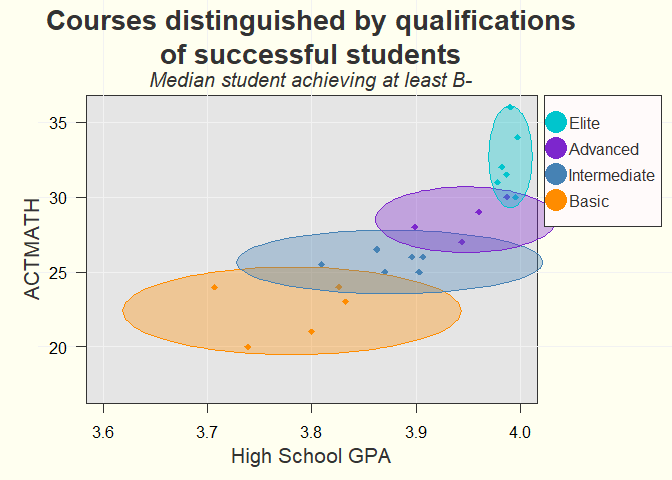 Courses distinguished by qualifications
of successful students
Median student achieving at least B-
35
30
25
20
ACTMATH
3.6
3.7
3.8
3.9
4.0
High School GPA
Elite
Advanced
Intermediate
Basic